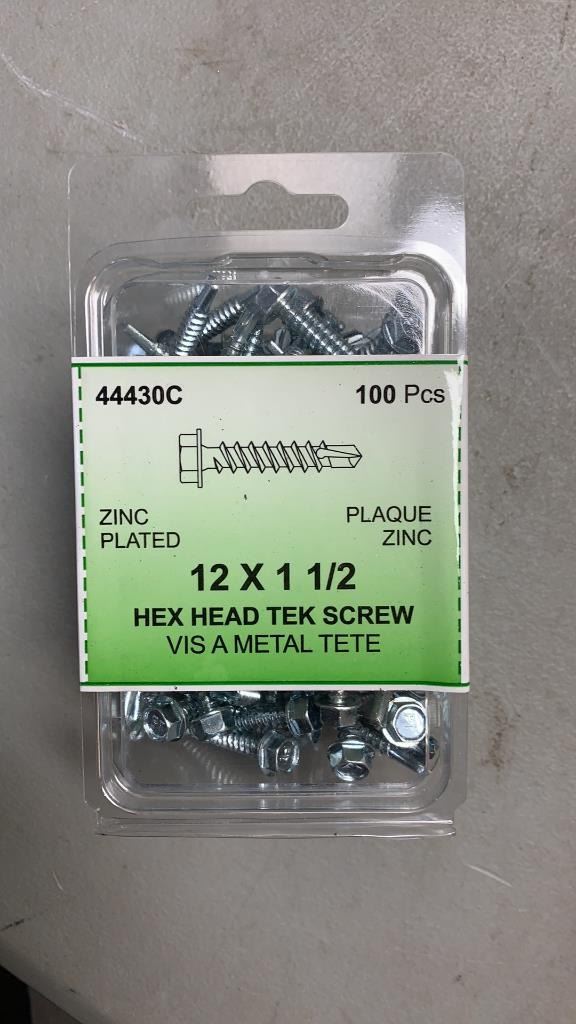 44430C 100 Pcs
ZINC PLAQUE
PLATED ZINC
12 X 1 1/2
HEX HEAD TEK SCREW
VIS A METAL TETE